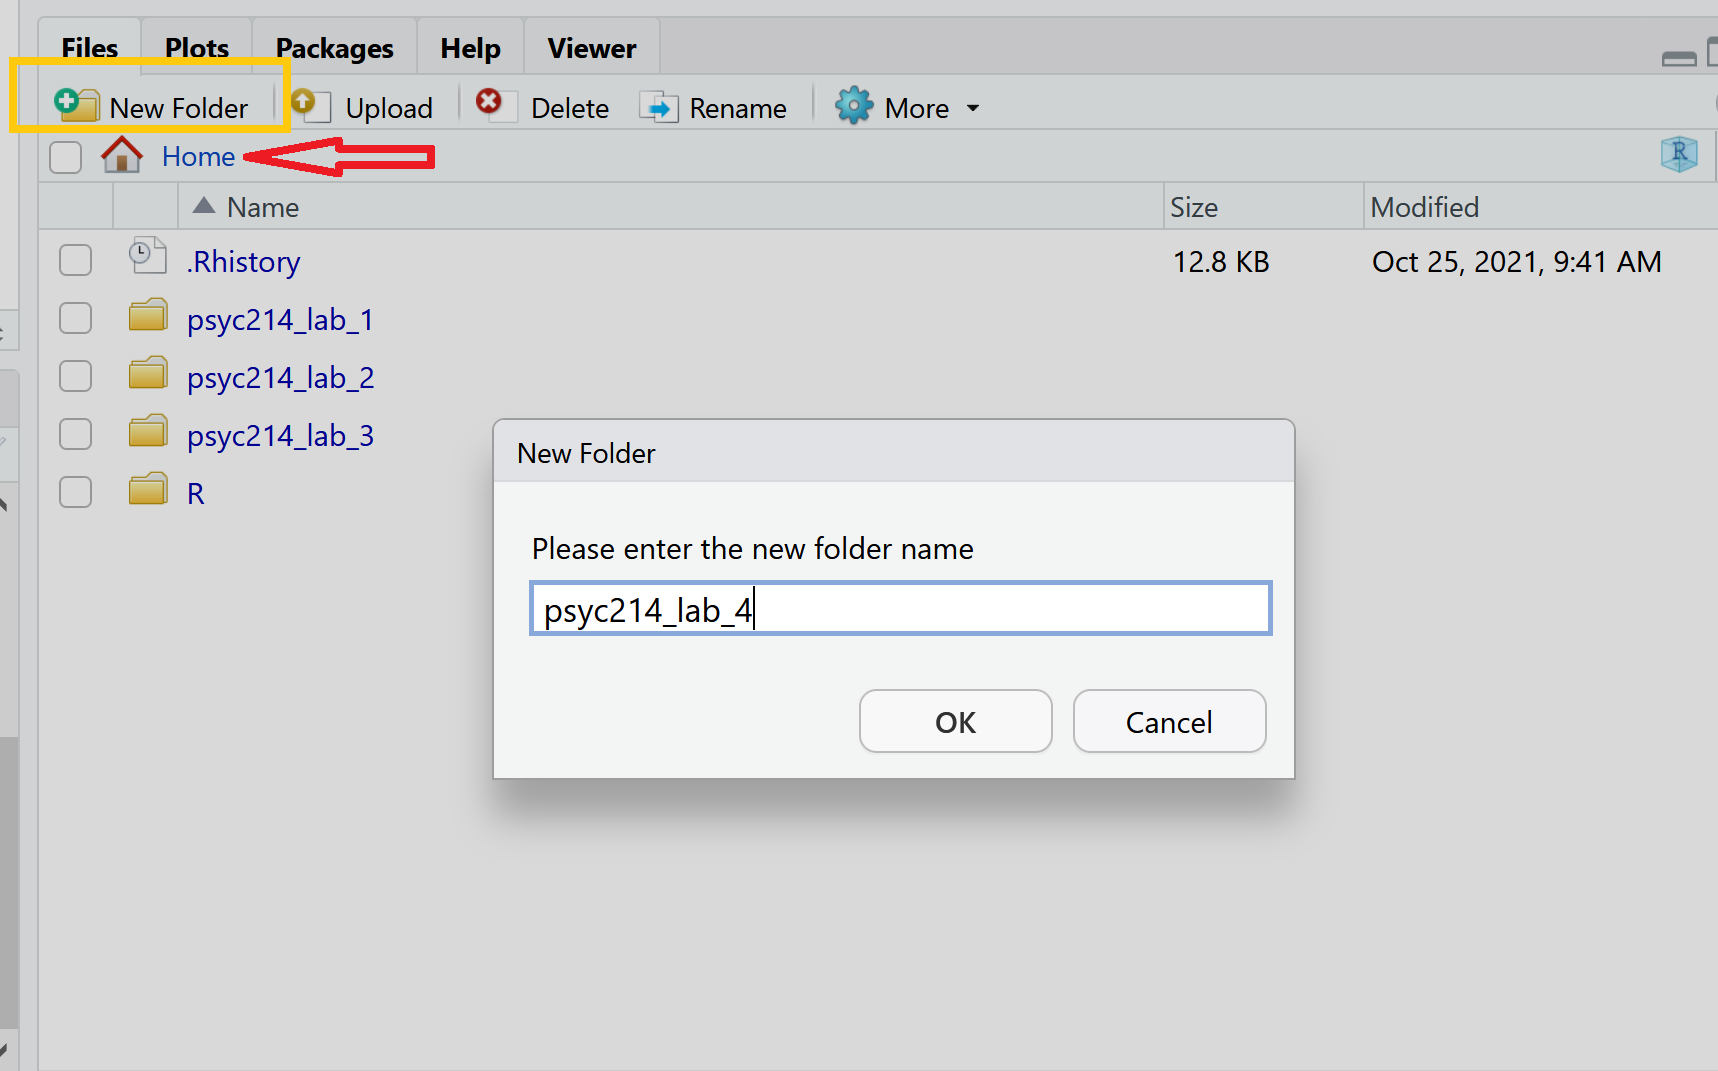 Files Plots Packages Help Viewer
New Folder Upload Delete Rename More
Home
R
Name Size Modified
.Rhistory 12.8 KB Oct 25, 2021, 9:41 AM
psyc214_lab_1
psyc214_lab_2
psyc214_lab_3
R
New Folder
Please enter the new folder name
psyc214_lab_4
OK Cancel